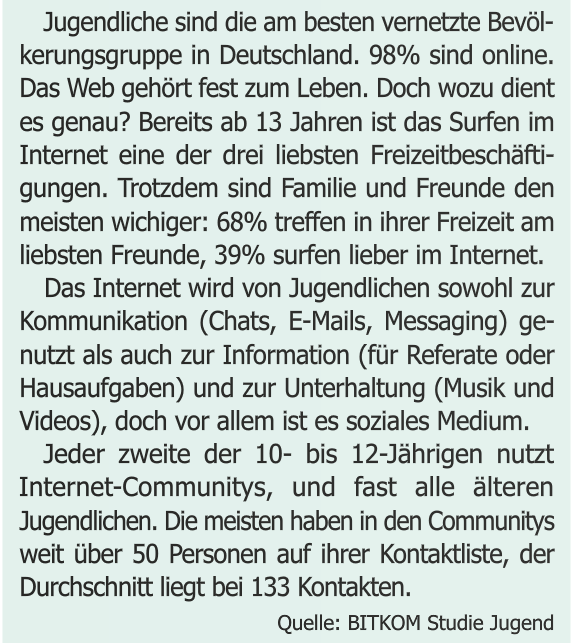 Jugendliche sind die am besten vernetzte Bevöl-
kerungsgruppe in Deutschland. 98% sind online.
Das Web gehört fest zum Leben. Doch wozu dient
es genau? Bereits ab 13 Jahren ist das Surfen im
Internet eine der drei liebsten Freizeitbeschäfti-
gungen. Trotzdem sind Familie und Freunde den
meisten wichiger: 68% treffen in ihrer Freizeit am
liebsten Freunde, 39% surfen lieber im Internet.
Das Internet wird von Jugendlichen sowohl zur
Kommunikation (Chats, E-Mails, Messaging) ge-
nutzt als auch zur Information (für Referate oder
Hausaufgaben) und zur Unterhaltung (Musik und
Videos), doch vor allem ist es soziales Medium.
Jeder zweite der 10- bis 12-Jährigen nutzt
Internet-Communitys, und fast alle älteren
Jugendlichen. Die meisten haben in den Communitys
weit über 50 Personen auf ihrer Kontaktliste, der
Durchschnitt liegt bei 133 Kontakten.
Quelle: BITKOM Studie Jugend